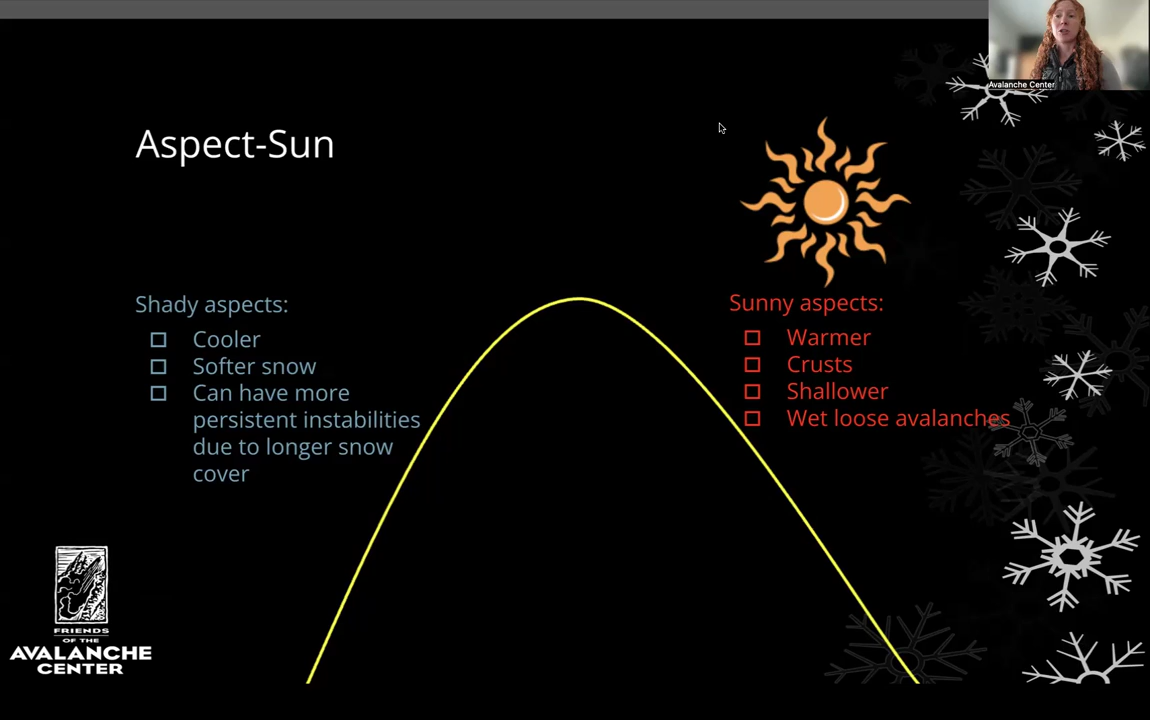 Avalanche Center
Aspect-Sun
Shady aspects:
Cooler
Softer snow
Can have more
persistent instabilities
due to longer snow
cover
Sunny aspects:
Warmer
Crusts
Shallower
Wet loose avalanches
FRIENDS
OF THE
AVALANCHE
CENTER